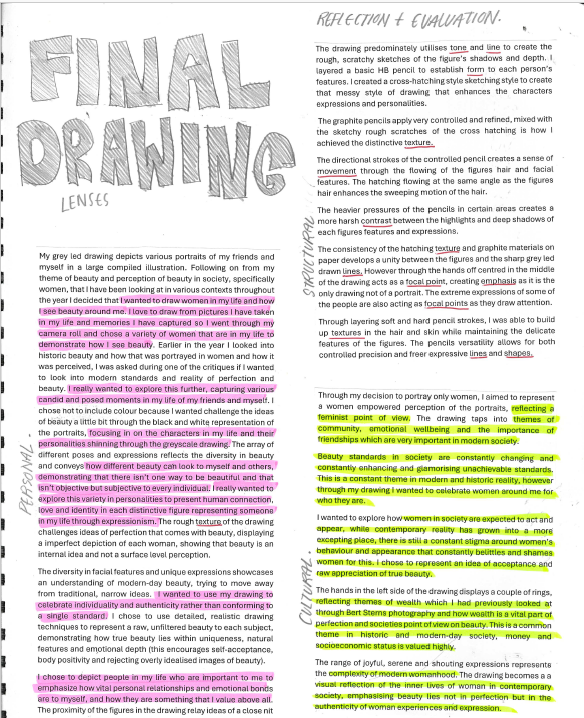 FINAL
DRAWING
LENSES
PERSONAL
My grey led drawing depicts various portraits of my friends and
myself in a large compiled illustration. Following on from my
theme of beauty and perception of beauty in society, specifically
women, that I have been looking at in various contexts throughout
the year I decided that I wanted to draw women in my life and how
I see beauty around me. I love to draw from pictures I have taken
in my life and memories I have captured so I went through my
camera roll and chose a variety of women that are in my life to
demonstrate how I see beauty. Earlier in the year I looked into
historic beauty and how that was portrayed in women and how it
was perceived, I was asked during one of the critiques if I wanted
to look into modern standards and reality of perfection and
beauty. I really wanted to explore this further, capturing various
candid and posed moments in my life of my friends and myself. I
chose not to include colour because I wanted challenge the ideas
of beauty a little bit through the black and white representation of
the portraits, focusing in on the characters in my life and their
personalities shining through the greyscale drawing. The array of
different poses and expressions reflects the diversity in beauty
and conveys how different beauty can look to myself and others,
demonstrating that there isn't one way to be beautiful and that
isn't objective but subjective to every individual. I really wanted to
explore this variety in personalities to present human connection,
love and identity in each distinctive figure representing someone
in my life through expressionism. The rough texture of the drawing
challenges ideas of perfection that comes with beauty, displaying
a imperfect depiction of each woman, showing that beauty is an
internal idea and not a surface level perception.
The diversity in facial features and unique expressions showcases
an understanding of modern-day beauty, trying to move away
from traditional, narrow ideas. I wanted to use my drawing to
celebrate individuality and authenticity rather than conforming to
a single standard. I chose to use detailed, realistic drawing
techniques to represent a raw, unfiltered beauty to each subject,
demonstrating how true beauty lies within uniqueness, natural
features and emotional depth (this encourages self-acceptance,
body positivity and rejecting overly idealised images of beauty).
I chose to depict people in my life who are important to me to
emphasize how vital personal relationships and emotional bonds
are to myself, and how they are something that I value above all.
The proximity of the figures in the drawing relay ideas of a close nit
REFLECTION + EVALUATION.
STRUCTURAL
The drawing predominately utilises tone and line to create the
rough, scratchy sketches of the figure's shadows and depth. I
layered a basic HB pencil to establish form to each person's
features. I created a cross-hatching style sketching style to create
that messy style of drawing that enhances the characters
expressions and personalities.
The graphite pencils apply very controlled and refined, mixed with
the sketchy rough scratches of the cross hatching is how I
achieved the distinctive texture.
The directional strokes of the controlled pencil creates a sense of
movement through the flowing of the figures hair and facial
features. The hatching flowing at the same angle as the figures
hair enhances the sweeping motion of the hair.
The heavier pressures of the pencils in certain areas creates a
more harsh contrast between the highlights and deep shadows of
each figures features and expressions.
The consistency of the hatching texture and graphite materials on
paper develops a unity between the figures and the sharp grey led
drawn lines. However through the hands off centred in the middle
of the drawing acts as a focal point, creating emphasis as it is the
only drawing not of a portrait. The extreme expressions of some of
the people are also acting as focal points as they draw attention.
Through layering soft and hard pencil strokes, I was able to build
up textures in the hair and skin while maintaining the delicate
features of the figures. The pencils versatility allows for both
controlled precision and freer expressive lines and shapes.
CULTURAL
Through my decision to portray only women, I aimed to represent
a women empowered perception of the portraits, reflecting a
feminist point of view. The drawing taps into themes of
community, emotional wellbeing and the importance of
friendships which are very important in modern society.
Beauty standards in society are constantly changing and
constantly enhancing and glamorising unachievable standards.
This is a constant theme in modern and historic reality, however
through my drawing I wanted to celebrate women around me for
who they are.
I wanted to explore how women in society are expected to act and
appear, while contemporary reality has grown into a more
excepting place, there is still a constant stigma around women's
behaviour and appearance that constantly belittles and shames
women for this. I chose to represent an idea of acceptance and
raw appreciation of true beauty.
The hands in the left side of the drawing displays a couple of rings,
reflecting themes of wealth which I had previously looked at
through Bert Sterns photography and how wealth is a vital part of
perfection and societies point of view on beauty. This is a common
theme in historic and modern-day society, money and
socioeconomic status is valued highly.
The range of joyful, serene and shouting expressions represents
the complexity of modern womanhood. The drawing becomes a a
visual reflection of the inner lives of women in contemporary
society, emphasising beauty lies not in perfection but in the
authenticity of woman experiences and expression.